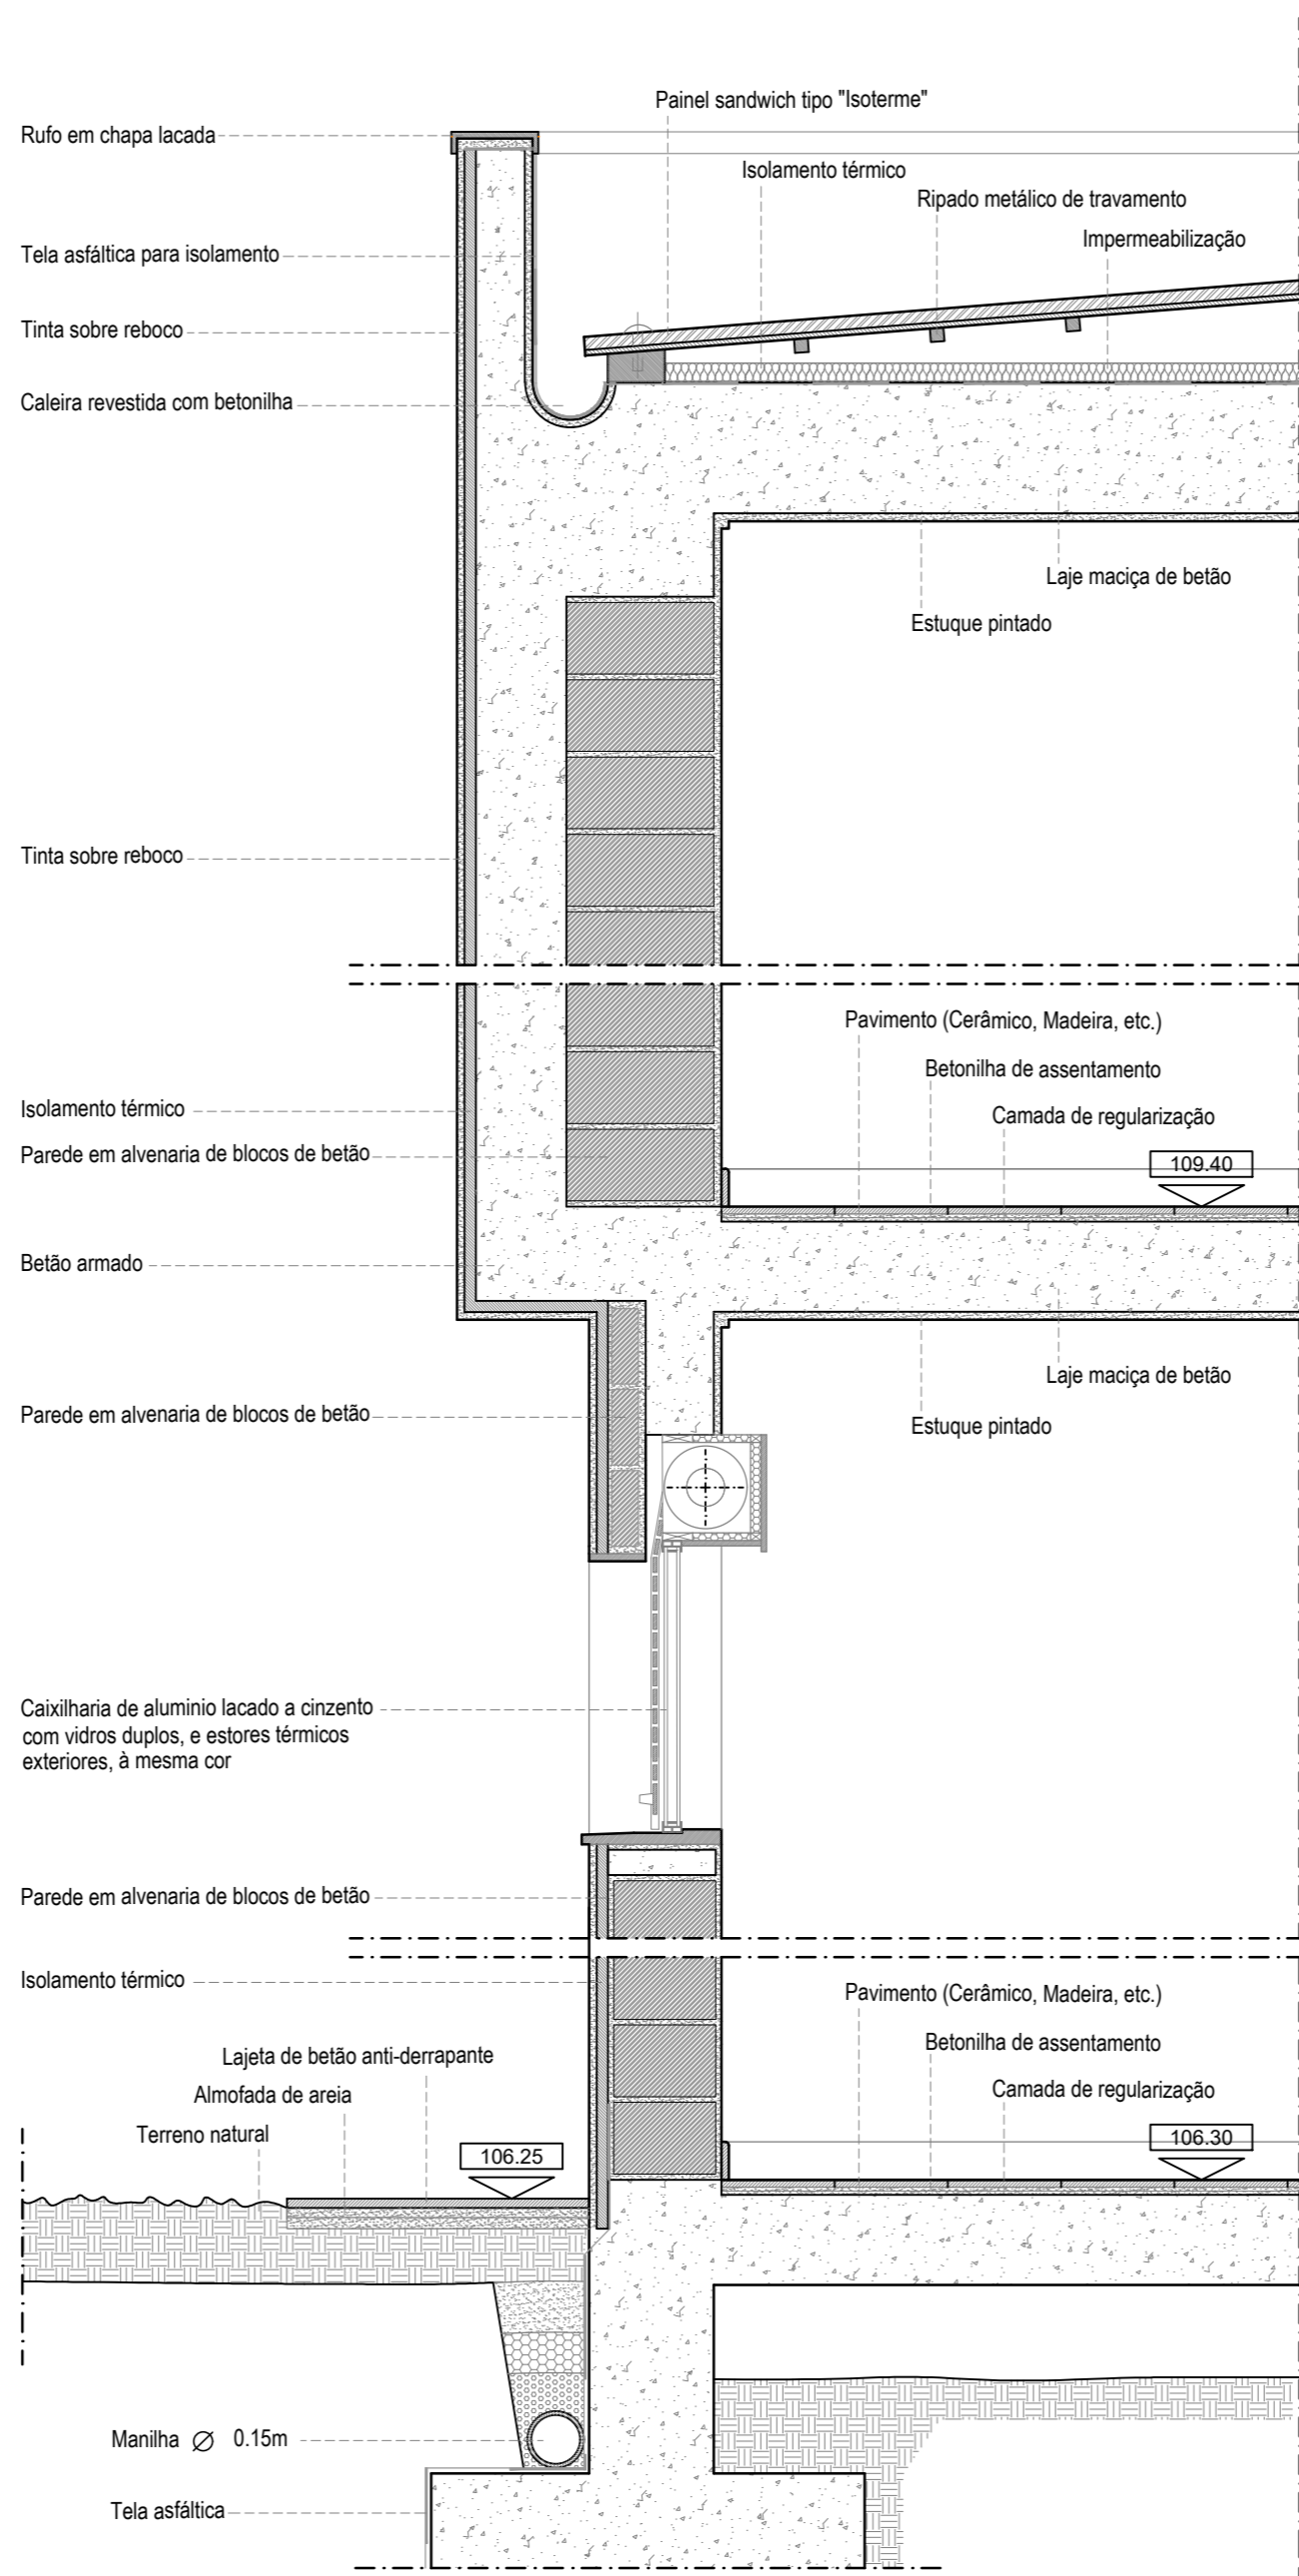 Painel sandwich tipo "Isoterme"
Rufo em chapa lacada
Isolamento térmico
Ripado metálico de travamento
Impermeabilização
Tela asfáltica para isolamento
Tinta sobre reboco
Caleira revestida com betonilha
Laje maciça de betão
Estuque pintado
Tinta sobre reboco
Pavimento (Cerâmico, Madeira, etc.)
Betonilha de assentamento
Isolamento térmico
Camada de regularização
Parede em alvenaria de blocos de betão
109.40
Betão armado
Laje maciça de betão
Parede em alvenaria de blocos de betão
Estuque pintado
Caixilharia de aluminio lacado a cinzento
com vidros duplos, e estores térmicos
exteriores, à mesma cor
Parede em alvenaria de blocos de betão
Isolamento térmico
Pavimento (Cerâmico, Madeira, etc.)
Betonilha de assentamento
Lajeta de betão anti-derrapante
Camada de regularização
Almofada de areia
Terreno natural
106.30
106.25
Manilha ∅ 0.15m
Tela asfáltica